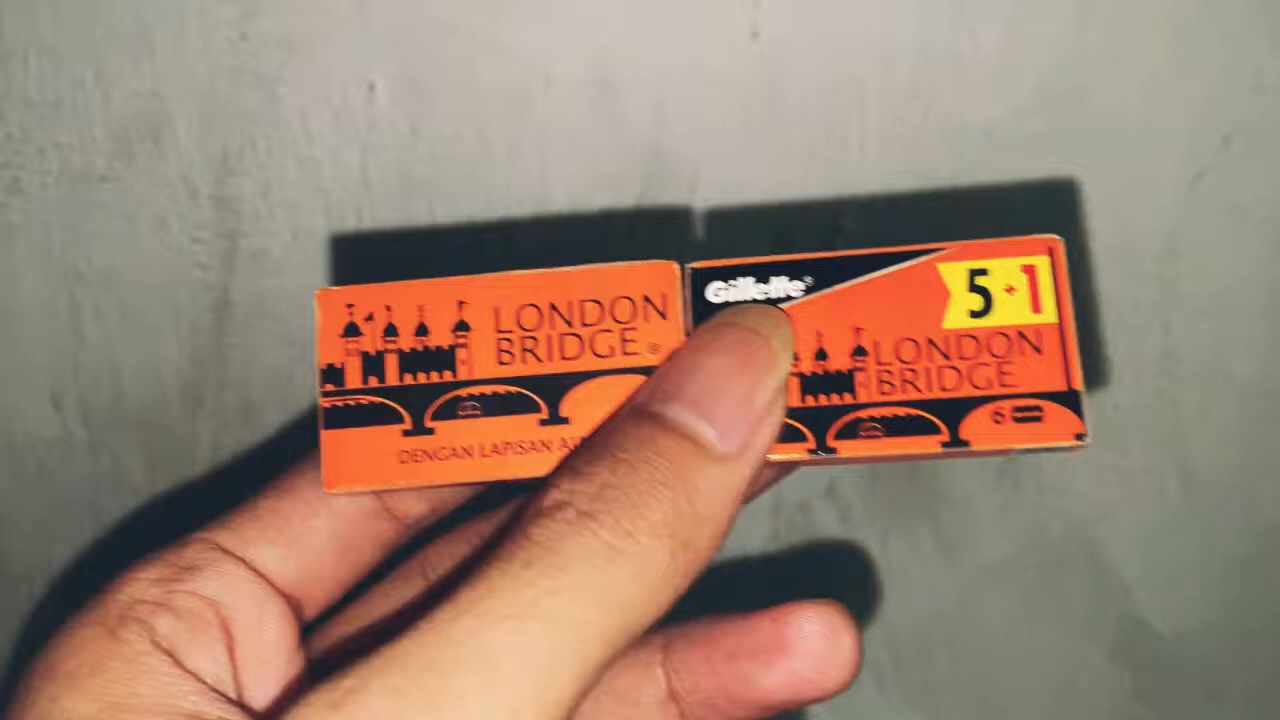 LONDON
BRIDGE
DENGAN LAPISAN
Gillette
5+1
LONDON
BRIDGE